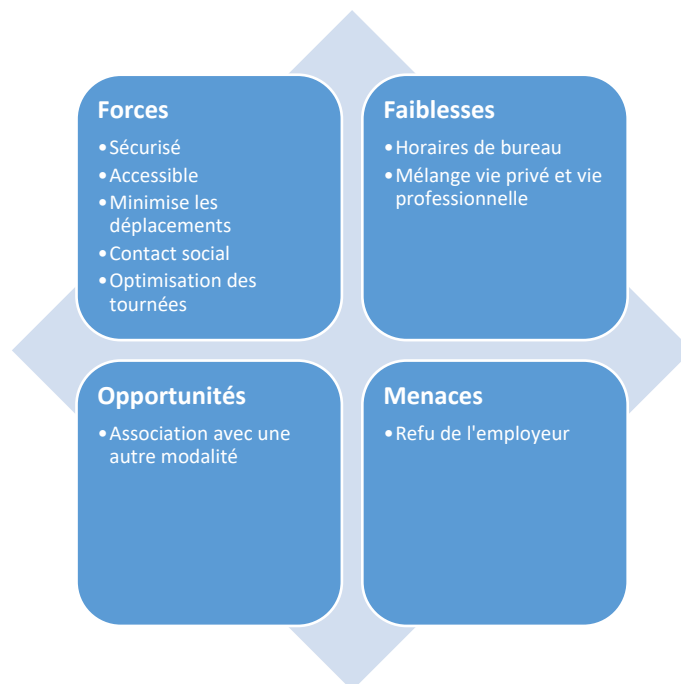 Forces
•Sécurisé
•Accessible
•Minimise les
déplacements
•Contact social
•Optimisation des
tournées
Faiblesses
•Horaires de bureau
•Mélange vie privé et vie
professionnelle
Opportunités
•Association avec une
autre modalité
Menaces
•Refu de l'employeur